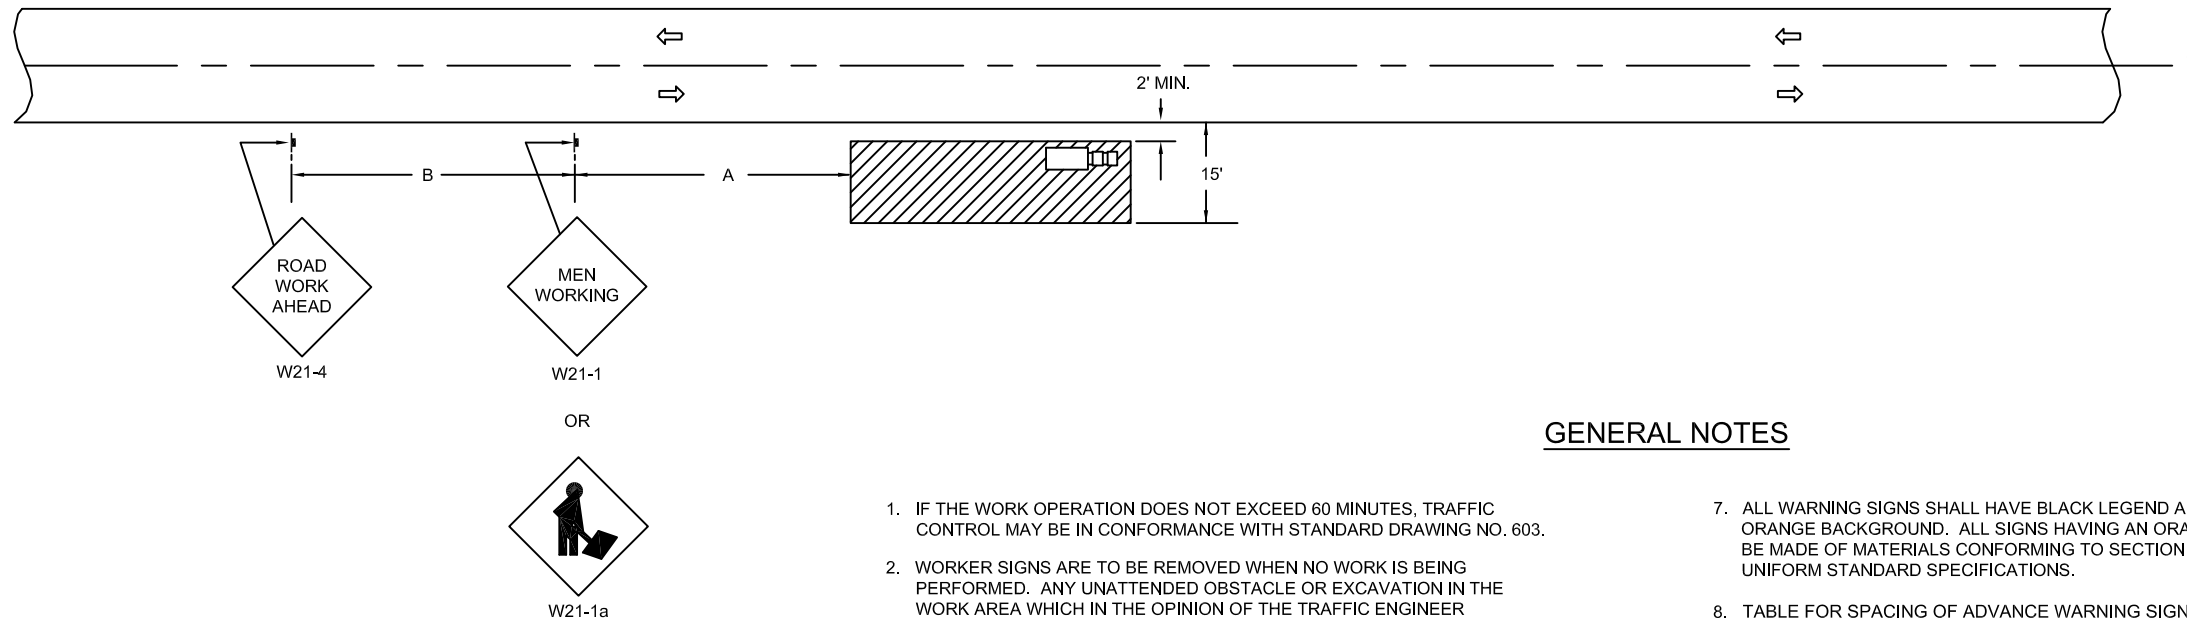 2' MIN.
15'
B
A
ROAD
WORK
AHEAD
W21-4
MEN
WORKING
W21-1
OR
W21-1a
GENERAL NOTES
1. IF THE WORK OPERATION DOES NOT EXCEED 60 MINUTES, TRAFFIC
CONTROL MAY BE IN CONFORMANCE WITH STANDARD DRAWING NO. 603.
2. WORKER SIGNS ARE TO BE REMOVED WHEN NO WORK IS BEING
PERFORMED. ANY UNATTENDED OBSTACLE OR EXCAVATION IN THE
WORK AREA WHICH IN THE OPINION OF THE TRAFFIC ENGINEER
7. ALL WARNING SIGNS SHALL HAVE BLACK LEGEND
ORANGE BACKGROUND. ALL SIGNS HAVING AN
BE MADE OF MATERIALS CONFORMING TO SECTION
UNIFORM STANDARD SPECIFICATIONS.
8. TABLE FOR SPACING OF ADVANCE WARNING